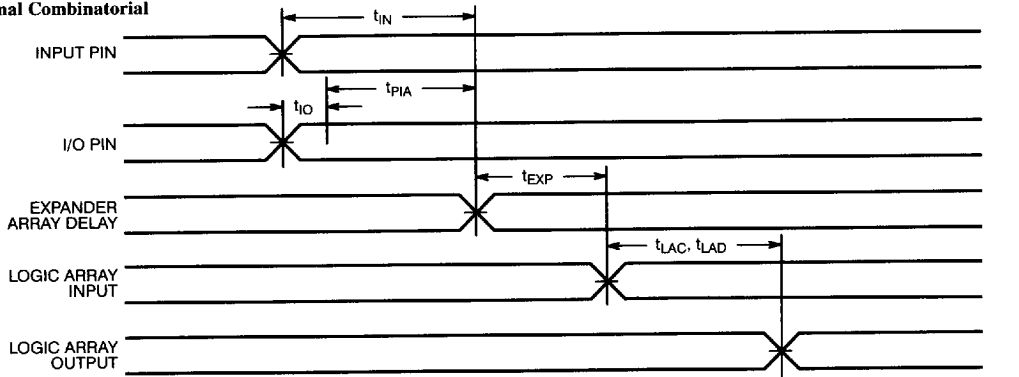 nal Combinatorial
tIN
INPUT PIN
tPIA
tIO
I/O PIN
tEXP
EXPANDER
ARRAY DELAY
tLAC, tLAD
LOGIC ARRAY
INPUT
LOGIC ARRAY
OUTPUT